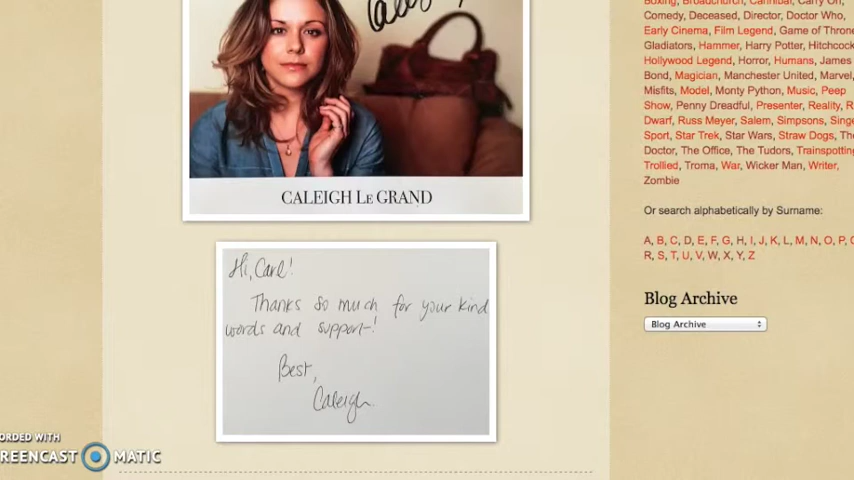 Boxing, Broadchurch, Cannibal, Carry On,
Comedy, Deceased, Director, Doctor Who,
Early Cinema, Film Legend, Game of Throne
Gladiators, Hammer, Harry Potter, Hitchcock
Hollywood Legend, Horror, Humans, James
Bond, Magician, Manchester United, Marvel,
Misfits, Model, Monty Python, Music, Peep
Show, Penny Dreadful, Presenter, Reality, R
Dwarf, Russ Meyer, Salem, Simpsons, Singe
Sport, Star Trek, Star Wars, Straw Dogs, The
Doctor, The Office, The Tudors, Trainspotting
Trollied, Troma, War, Wicker Man, Writer,
Zombie
Or search alphabetically by Surname:
A, B, C, D, E, F, G, H, I, J, K, L, M, N, O, P,
R, S, T, U, V, W, X, Y, Z
Blog Archive
Blog Archive
CALEIGH LE GRAND
Hi, Carl!
Thanks so much for your kind
words and support!
Best,
Caleigh
ORDED WITH
REENCAST MATIC